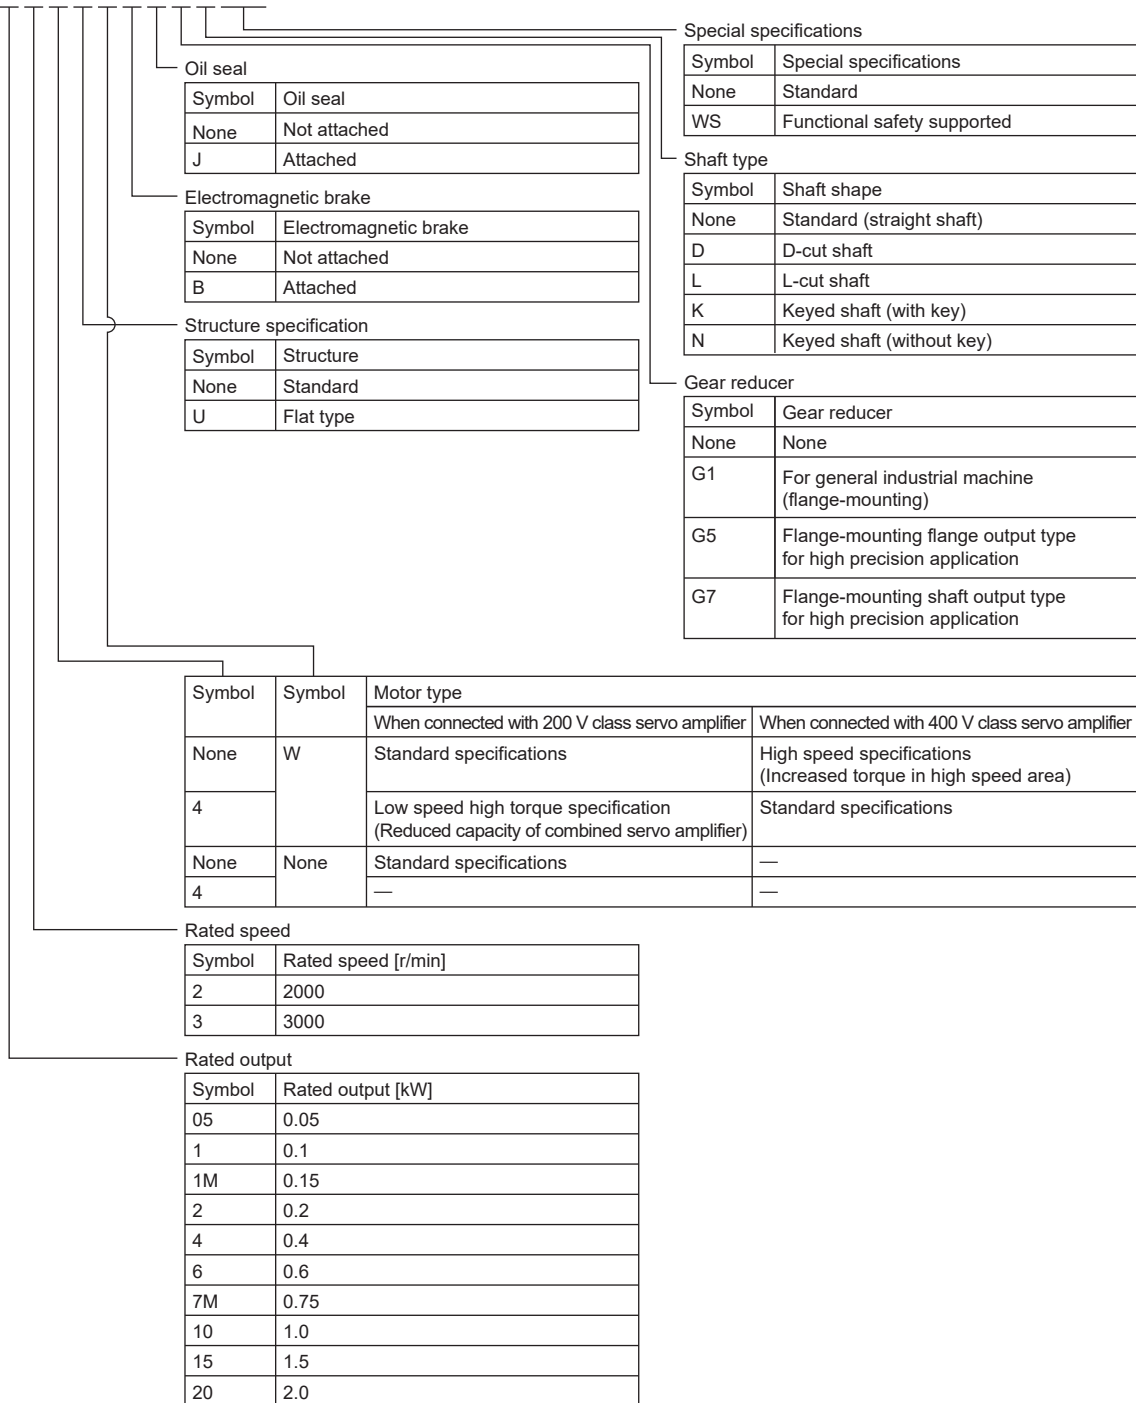 Special specifications
Symbol Special specifications
None Standard
WS Functional safety supported
Oil seal
Symbol Oil seal
None Not attached
J Attached
Shaft type
Symbol Shaft shape
None Standard (straight shaft)
D D-cut shaft
L L-cut shaft
K Keyed shaft (with key)
N Keyed shaft (without key)
Electromagnetic brake
Symbol Electromagnetic brake
None Not attached
B Attached
Structure specification
Symbol Structure
None Standard
U Flat type
Gear reducer
Symbol Gear reducer
None None
G1 For general industrial machine
(flange-mounting)
G5 Flange-mounting flange output type
for high precision application
G7 Flange-mounting shaft output type
for high precision application
Symbol Symbol Motor type
When connected with 200 V class servo amplifier When connected with 400 V class servo amplifier
None W Standard specifications High speed specifications
(Increased torque in high speed area)
4 Low speed high torque specification Standard specifications
(Reduced capacity of combined servo amplifier)
None None Standard specifications —
4 — —
Rated speed
Symbol Rated speed [r/min]
2 2000
3 3000
Rated output
Symbol Rated output [kW]
05 0.05
1 0.1
1M 0.15
2 0.2
4 0.4
6 0.6
7M 0.75
10 1.0
15 1.5
20 2.0